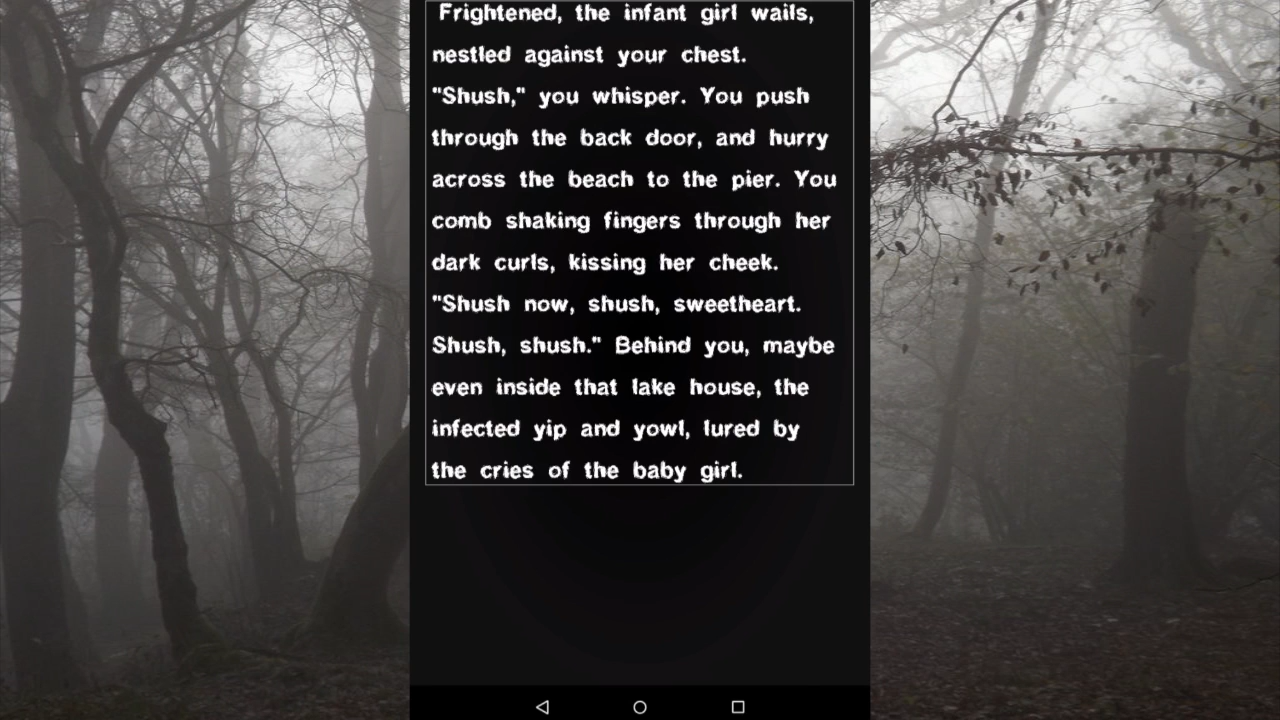 Frightened, the infant girl wails,
nestled against your chest.
"Shush," you whisper. You push
through the back door, and hurry
across the beach to the pier. You
comb shaking fingers through her
dark curls, kissing her cheek.
"Shush now, shush, sweetheart.
Shush, shush." Behind you, maybe
even inside that lake house, the
infected yip and yowl, lured by
the cries of the baby girl.